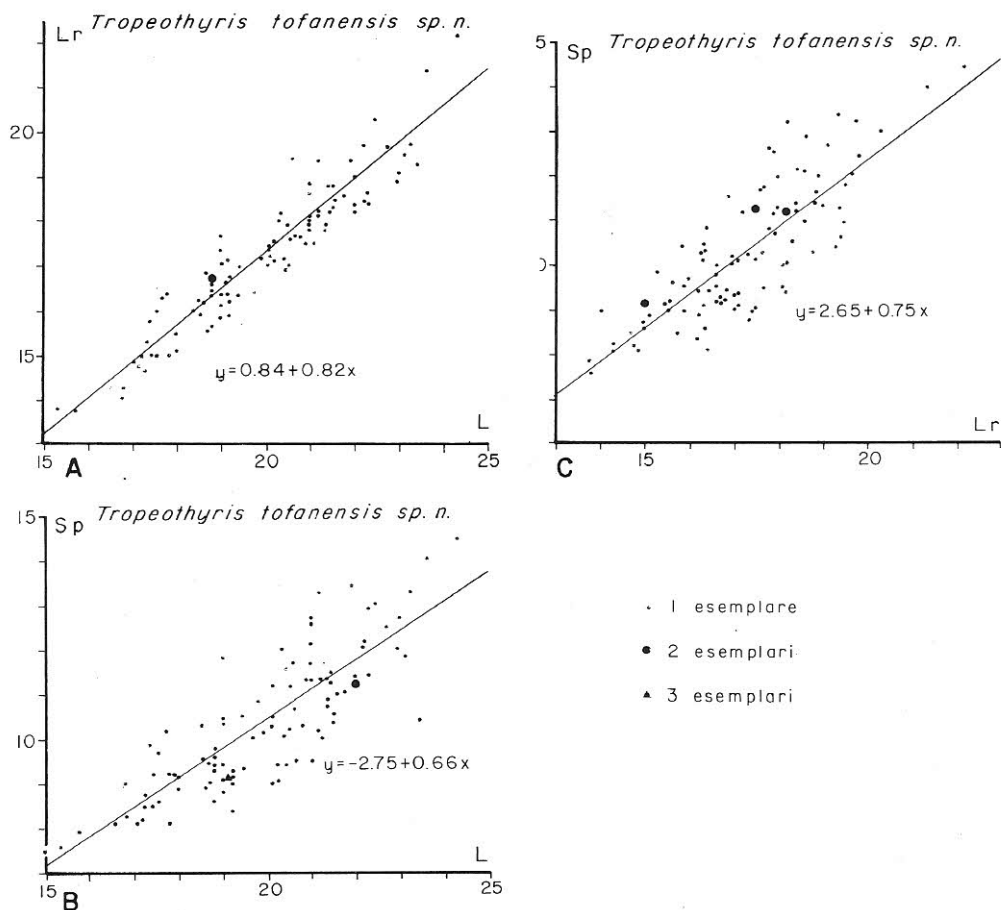 Tropeothyris tofanensis sp. n.
Lr
20
15
y=0.84+0.82x
L
15 20 25
A
Tropeothyris tofanensis sp. n.
5
Sp
0
y=2.65+0.75x
Lr
15 20
C
Tropeothyris tofanensis sp. n.
15
Sp
10
y=-2.75+0.66x
L
15 20 25
B
1 esemplare
2 esemplari
3 esemplari